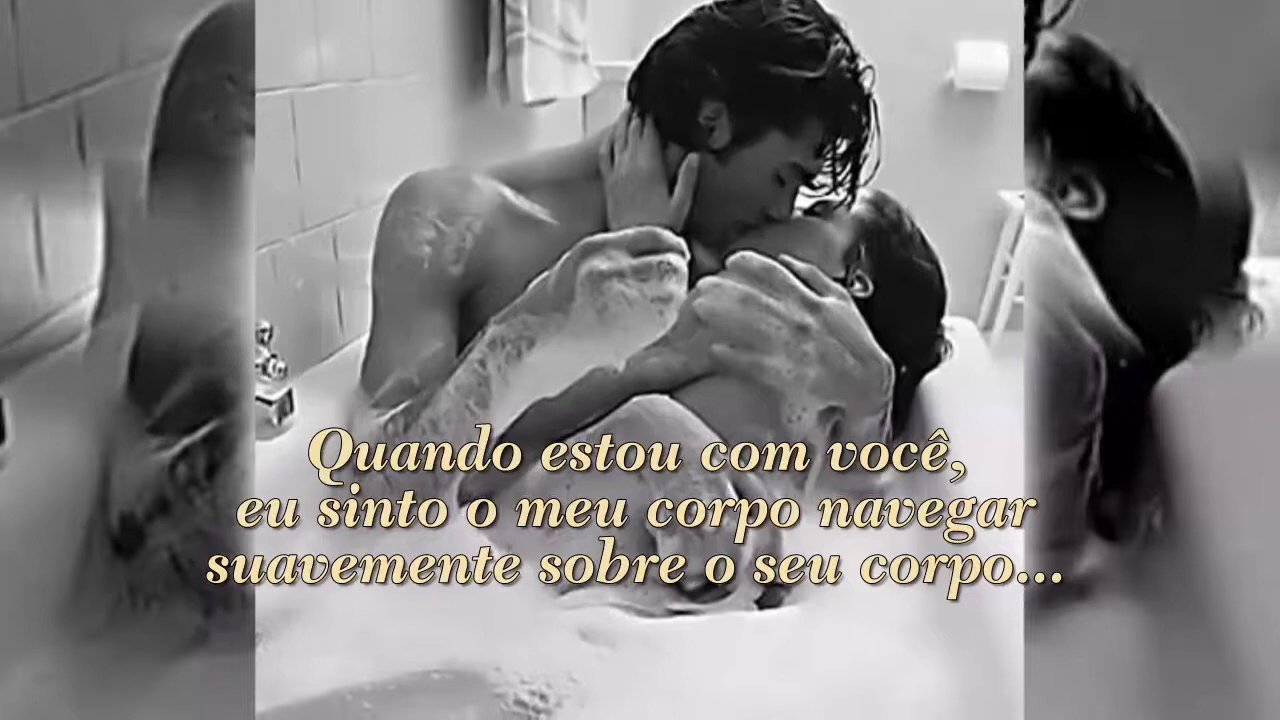 Quando estou com você,
eu sinto o meu corpo navegar
suavemente sobre o seu corpo...